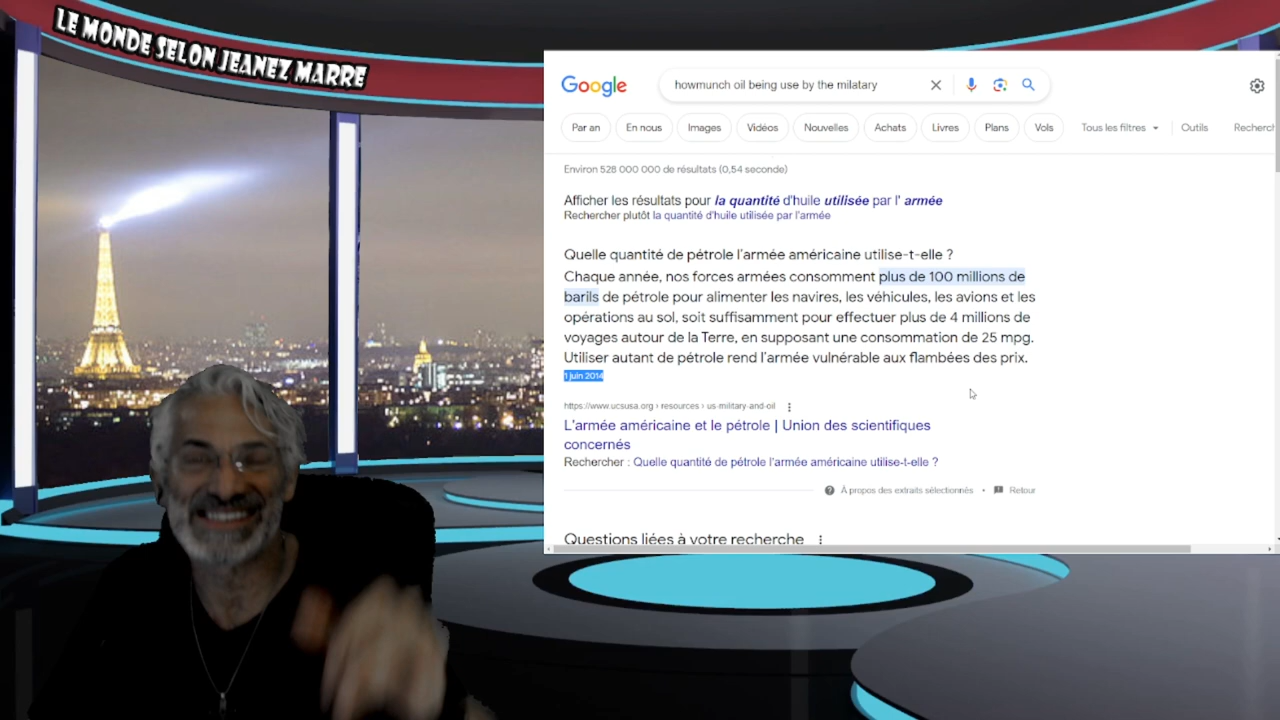 LE MONDE SELON JEANEZ MARRE
Google
howmunch oil being use by the milatary
Par an
En nous
Images
Vidéos
Nouvelles
Achats
Livres
Plans
Vols
Tous les filtres
Outils
Recherch
Environ 528 000 000 de résultats (0,54 seconde)
Afficher les résultats pour la quantité d'huile utilisée par l' armée
Rechercher plutôt la quantité d'huile utilisée par l'armée
Quelle quantité de pétrole l'armée américaine utilise-t-elle ?
Chaque année, nos forces armées consomment plus de 100 millions de
barils de pétrole pour alimenter les navires, les véhicules, les avions et les
opérations au sol, soit suffisamment pour effectuer plus de 4 millions de
voyages autour de la Terre, en supposant une consommation de 25 mpg.
Utiliser autant de pétrole rend l'armée vulnérable aux flambées des prix.
1 juin 2014
https://www.ucsusa.org › resources › us-military-and-oil
L'armée américaine et le pétrole | Union des scientifiques
concernés
Rechercher : Quelle quantité de pétrole l'armée américaine utilise-t-elle ?
À propos des extraits sélectionnés • Retour
Questions liées à votre recherche